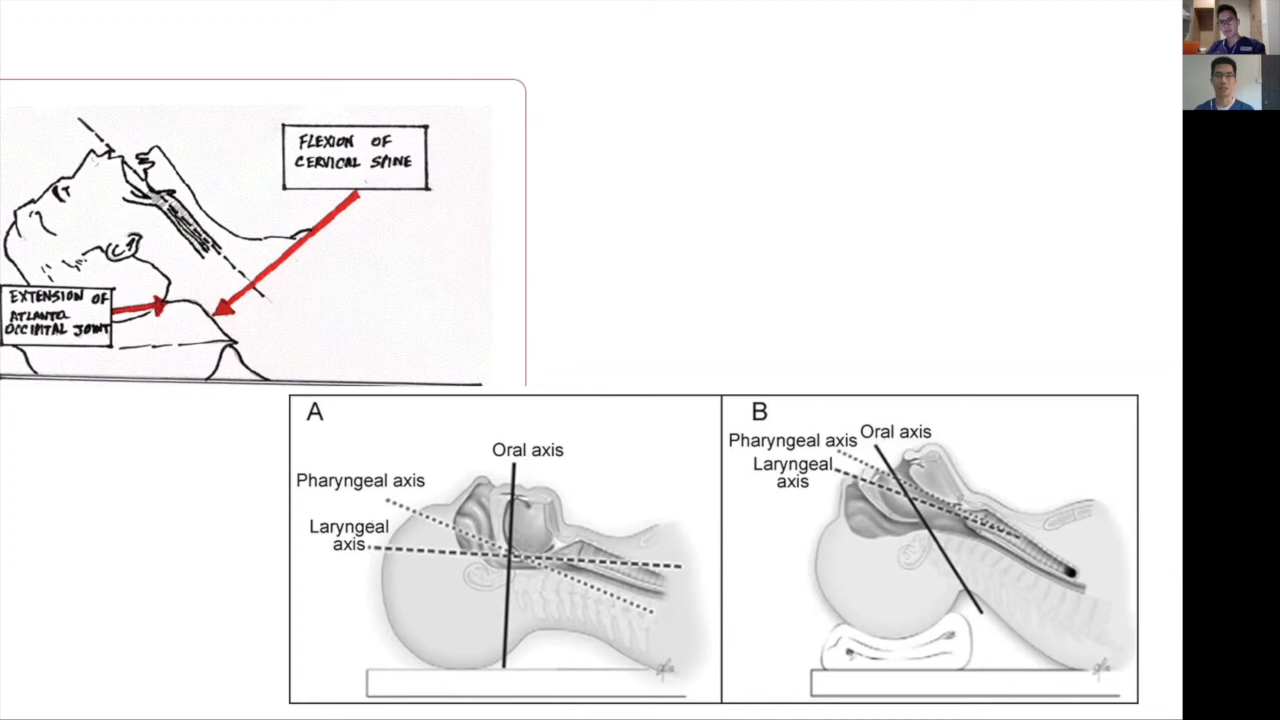 FLEXION OF
CERVICAL SPINE
EXTENSION OF
ATLANTO
OCCIPITAL JOINT
A
Oral axis
Pharyngeal axis
Laryngeal
axis
B
Pharyngeal axis
Oral axis
Laryngeal
axis